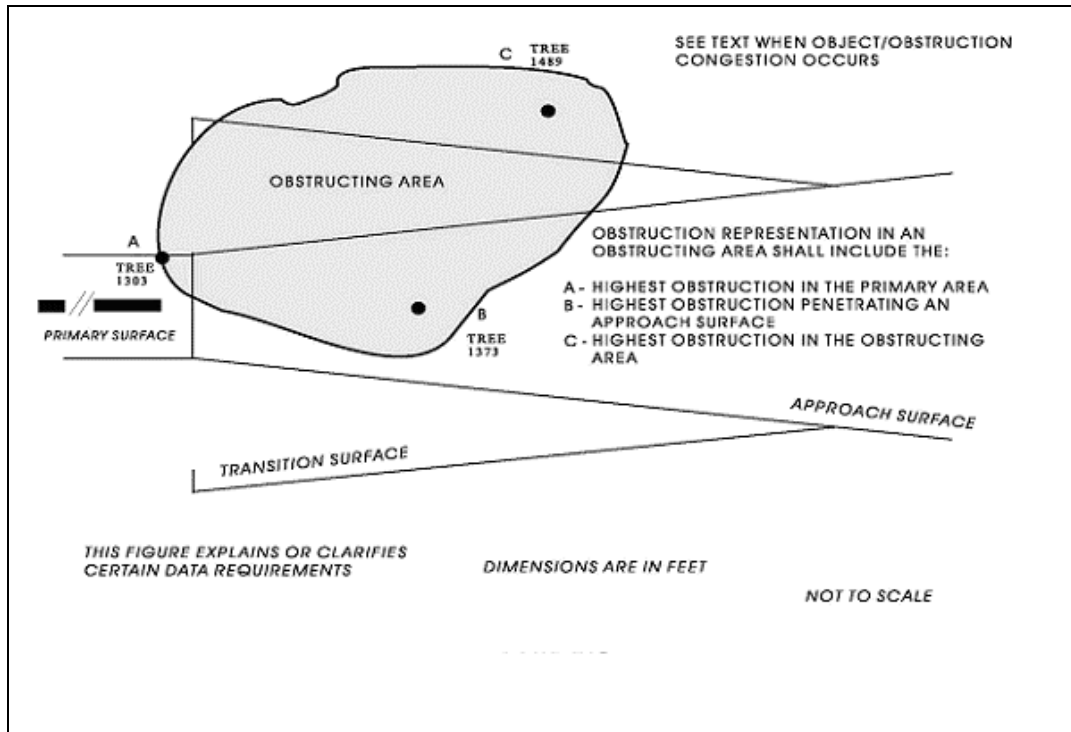 C TREE
1489
SEE TEXT WHEN OBJECT/OBSTRUCTION
CONGESTION OCCURS
OBSTRUCTING AREA
A
TREE
1303
PRIMARY SURFACE
B
TREE
1373
OBSTRUCTION REPRESENTATION IN AN
OBSTRUCTING AREA SHALL INCLUDE THE:
A - HIGHEST OBSTRUCTION IN THE PRIMARY AREA
B - HIGHEST OBSTRUCTION PENETRATING AN
APPROACH SURFACE
C - HIGHEST OBSTRUCTION IN THE OBSTRUCTING
AREA
APPROACH SURFACE
TRANSITION SURFACE
THIS FIGURE EXPLAINS OR CLARIFIES
CERTAIN DATA REQUIREMENTS
DIMENSIONS ARE IN FEET
NOT TO SCALE